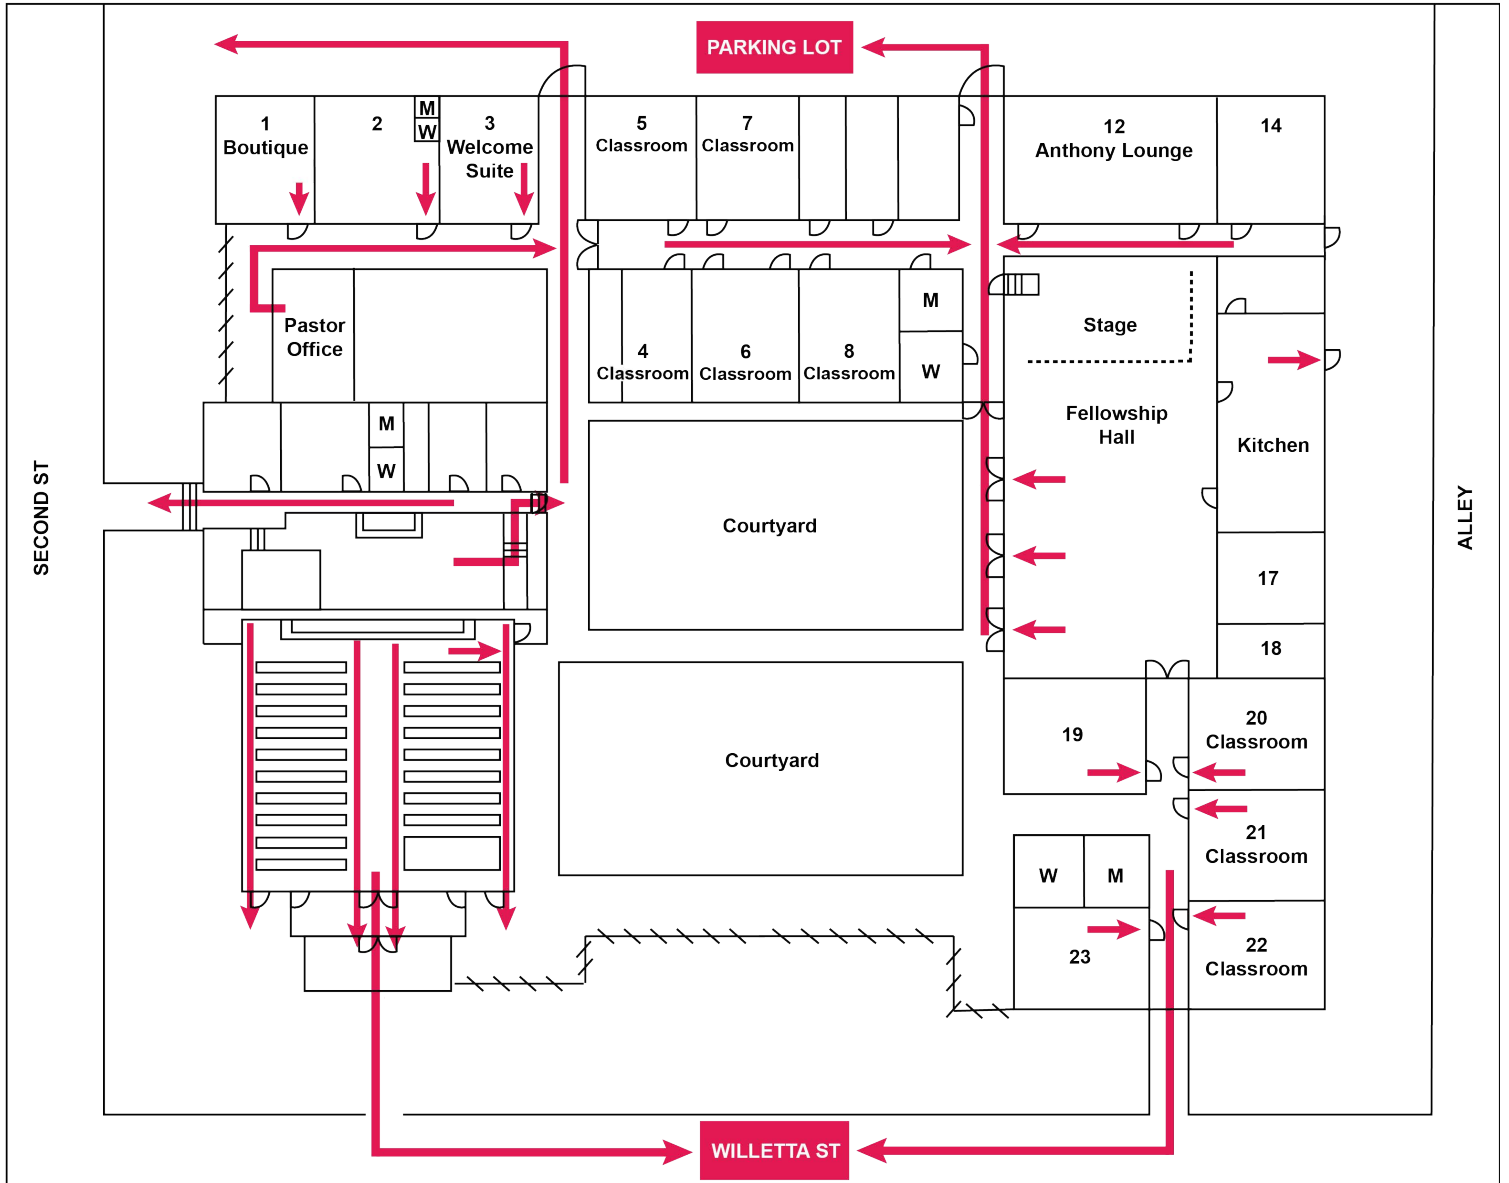 PARKING LOT
1
Boutique
2
M
W
3
Welcome
Suite
5
Classroom
7
Classroom
12
Anthony Lounge
14
Pastor
Office
4
Classroom
6
Classroom
8
Classroom
M
W
Stage
Fellowship
Hall
Kitchen
M
W
SECOND ST
ALLEY
Courtyard
17
18
Courtyard
19
20
Classroom
21
Classroom
W
M
23
22
Classroom
WILLETTA ST